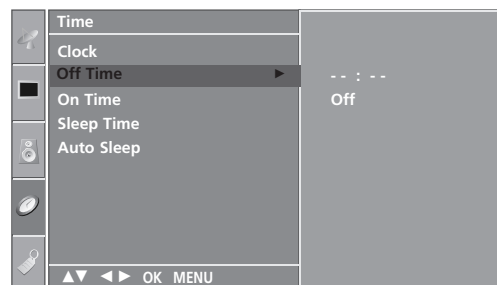 Time
Clock
Off Time ► -- : --
On Time Off
Sleep Time
Auto Sleep
▲▼ ◄► OK MENU